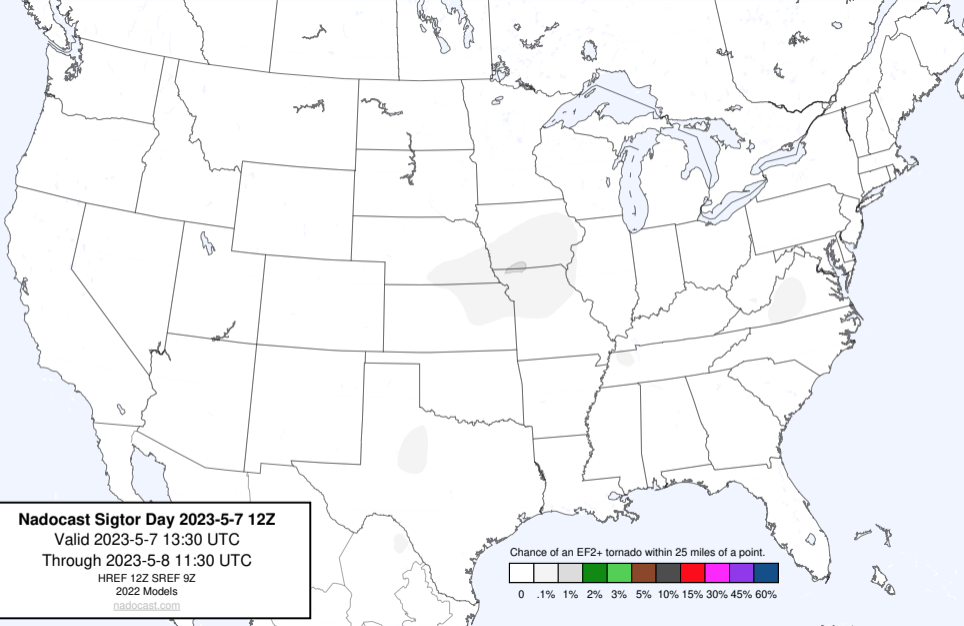 Nadocast Sigtor Day 2023-5-7 12Z
Valid 2023-5-7 13:30 UTC
Through 2023-5-8 11:30 UTC
HREF 12Z SREF 9Z
2022 Models
nadocast.com
Chance of an EF2+ tornado within 25 miles of a point.
0 .1% 1% 2% 3% 5% 10% 15% 30% 45% 60%